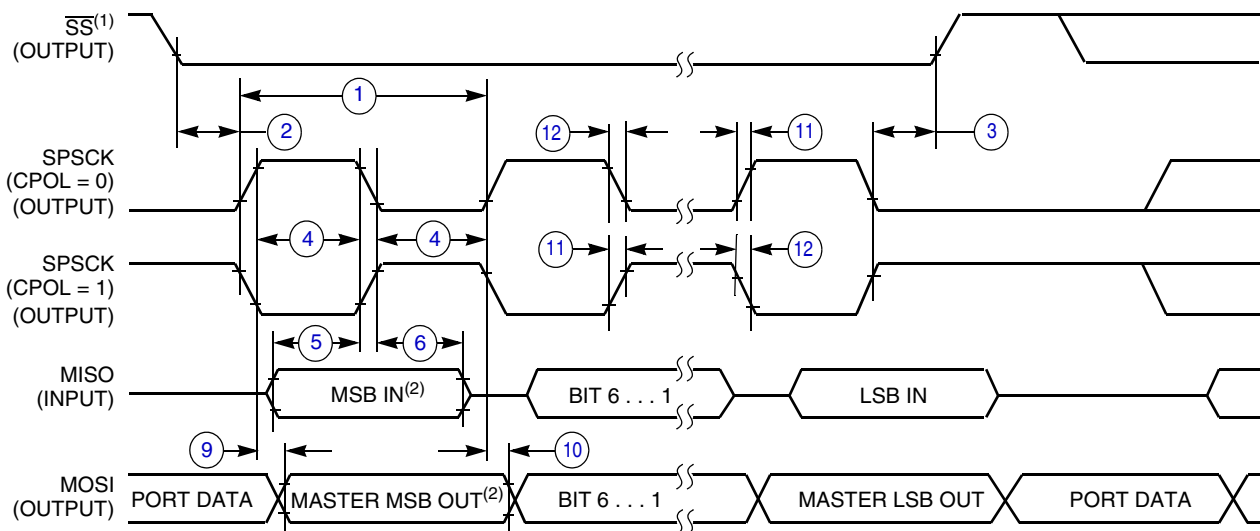 SS(1)
(OUTPUT)
1
2
12
11
3
SPSCK
(CPOL = 0)
(OUTPUT)
4
4
11
12
SPSCK
(CPOL = 1)
(OUTPUT)
5
6
MISO
(INPUT)
MSB IN(2)
BIT 6 . . . 1
LSB IN
9
10
MOSI
(OUTPUT)
PORT DATA
MASTER MSB OUT(2)
BIT 6 . . . 1
MASTER LSB OUT
PORT DATA